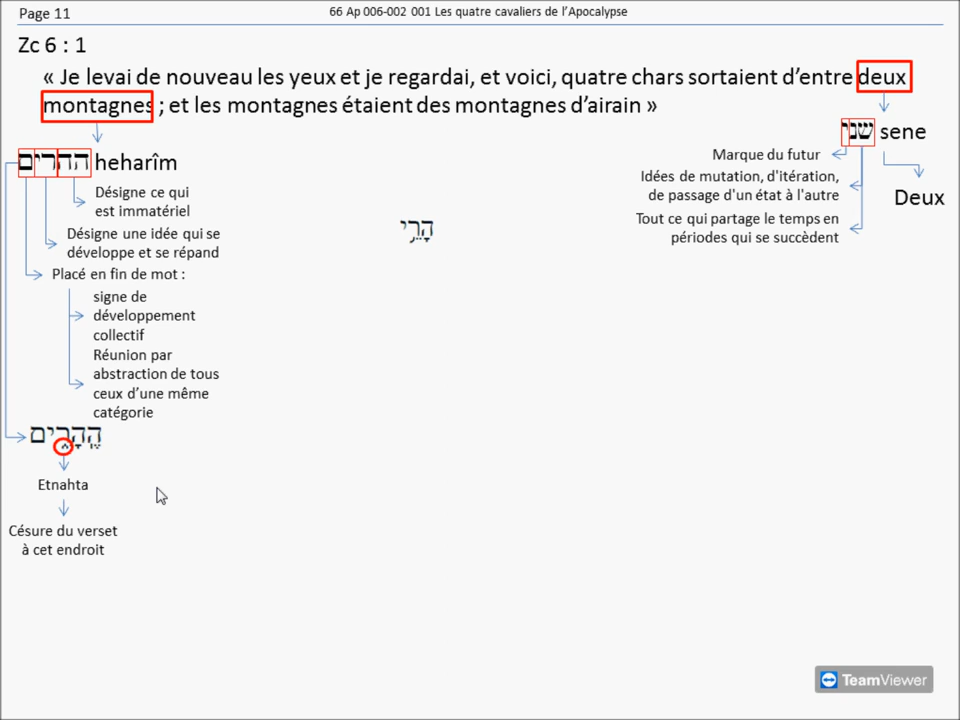 Page 11
66 Ap 006-002 001 Les quatre cavaliers de l’Apocalypse
Zc 6 : 1
« Je levai de nouveau les yeux et je regardai, et voici, quatre chars sortaient d’entre deux
montagnes ; et les montagnes étaient des montagnes d’airain »
שני sene
Marque du futur
Idées de mutation, d'itération,
de passage d'un état à l'autre
Tout ce qui partage le temps en
périodes qui se succèdent
Deux
ההרים heharîm
Désigne ce qui
est immatériel
Désigne une idée qui se
développe et se répand
Placé en fin de mot :
signe de
développement
collectif
Réunion par
abstraction de tous
ceux d’une même
catégorie
הָרֵ֥י
הֶֽהָרִ֑ים
Etnahta
Césure du verset
à cet endroit
TeamViewer